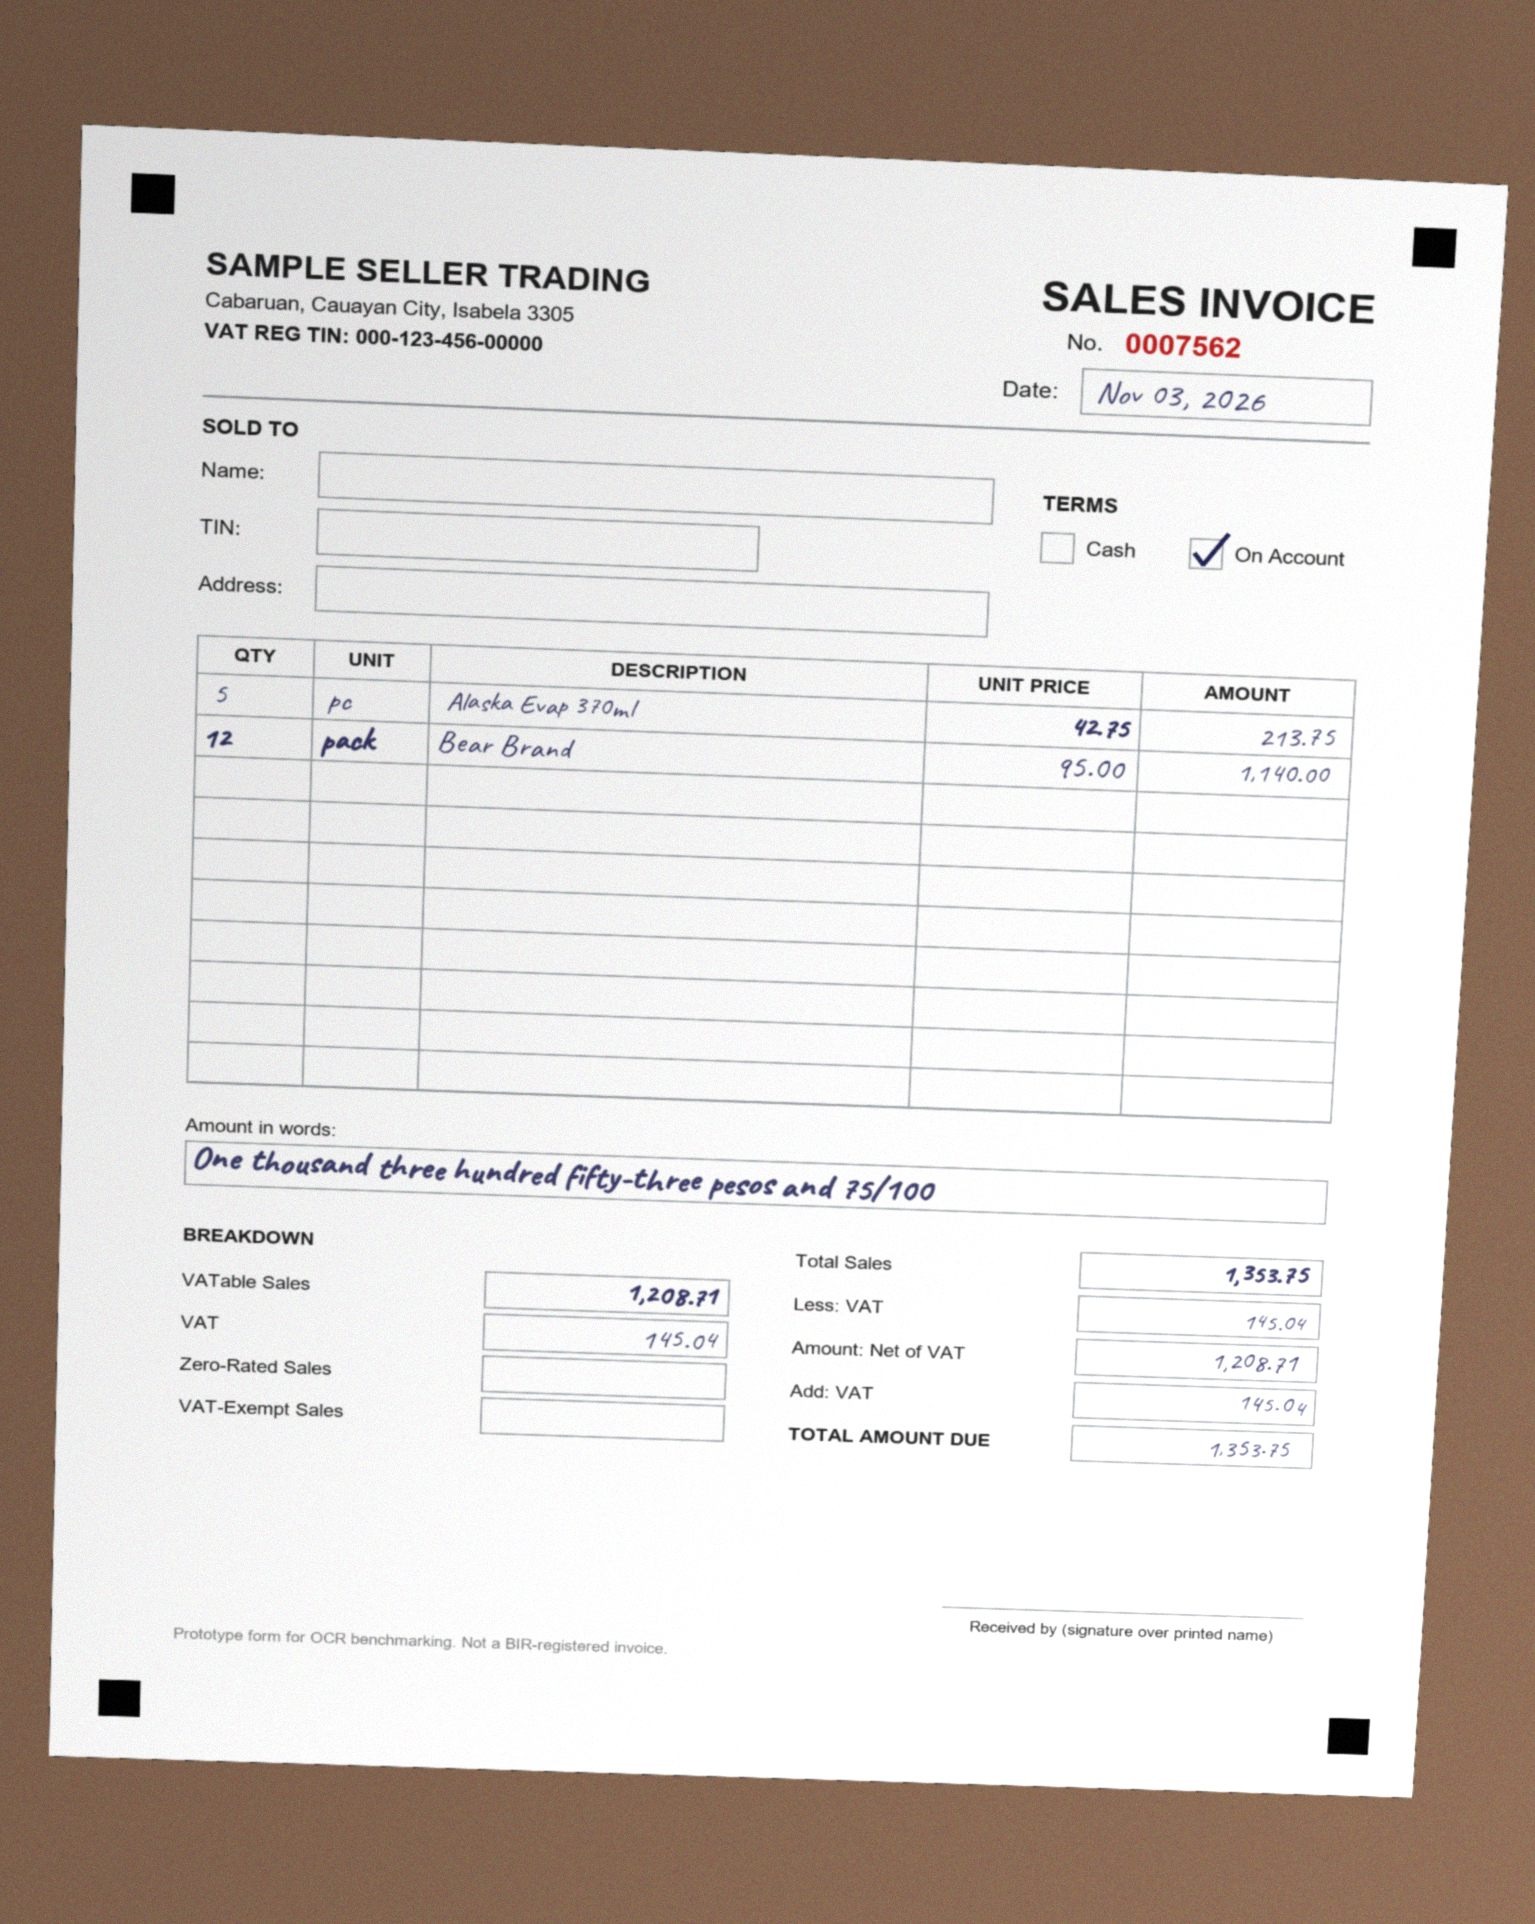 SAMPLE SELLER TRADING
Cabaruan, Cauayan City, Isabela 3305
VAT REG TIN: 000-123-456-00000
SALES INVOICE
No. 0007562
Date: Nov 03, 2026
SOLD TO
Name:
TIN:
Address:
TERMS
Cash On Account
QTY UNIT DESCRIPTION UNIT PRICE AMOUNT
5 pc Alaska Evap 370ml 42.75 213.75
12 pack Bear Brand 95.00 1,140.00
Amount in words:
One thousand three hundred fifty-three pesos and 75/100
BREAKDOWN
VATable Sales 1,208.71
VAT 145.04
Zero-Rated Sales
VAT-Exempt Sales
Total Sales 1,353.75
Less: VAT 145.04
Amount: Net of VAT 1,208.71
Add: VAT 145.04
TOTAL AMOUNT DUE 1,353.75
Received by (signature over printed name)
Prototype form for OCR benchmarking. Not a BIR-registered invoice.